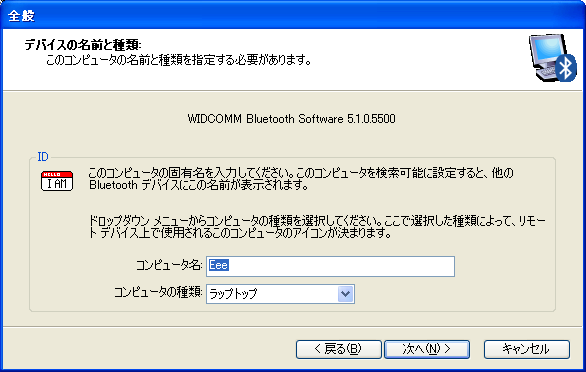 全般
デバイスの名前と種類:
このコンピュータの名前と種類を指定する必要があります。
WIDCOMM Bluetooth Software 5.1.0.5500
ID
HELLO
I AM
このコンピュータの固有名を入力してください。このコンピュータを検索可能に設定すると、他の
Bluetooth デバイスにこの名前が表示されます。
ドロップダウン メニューからコンピュータの種類を選択してください。ここで選択した種類によって、リモー
ト デバイス上で使用されるこのコンピュータのアイコンが決まります。
コンピュータ名: Eee
コンピュータの種類: ラップトップ
< 戻る(B) 次へ(N) > キャンセル